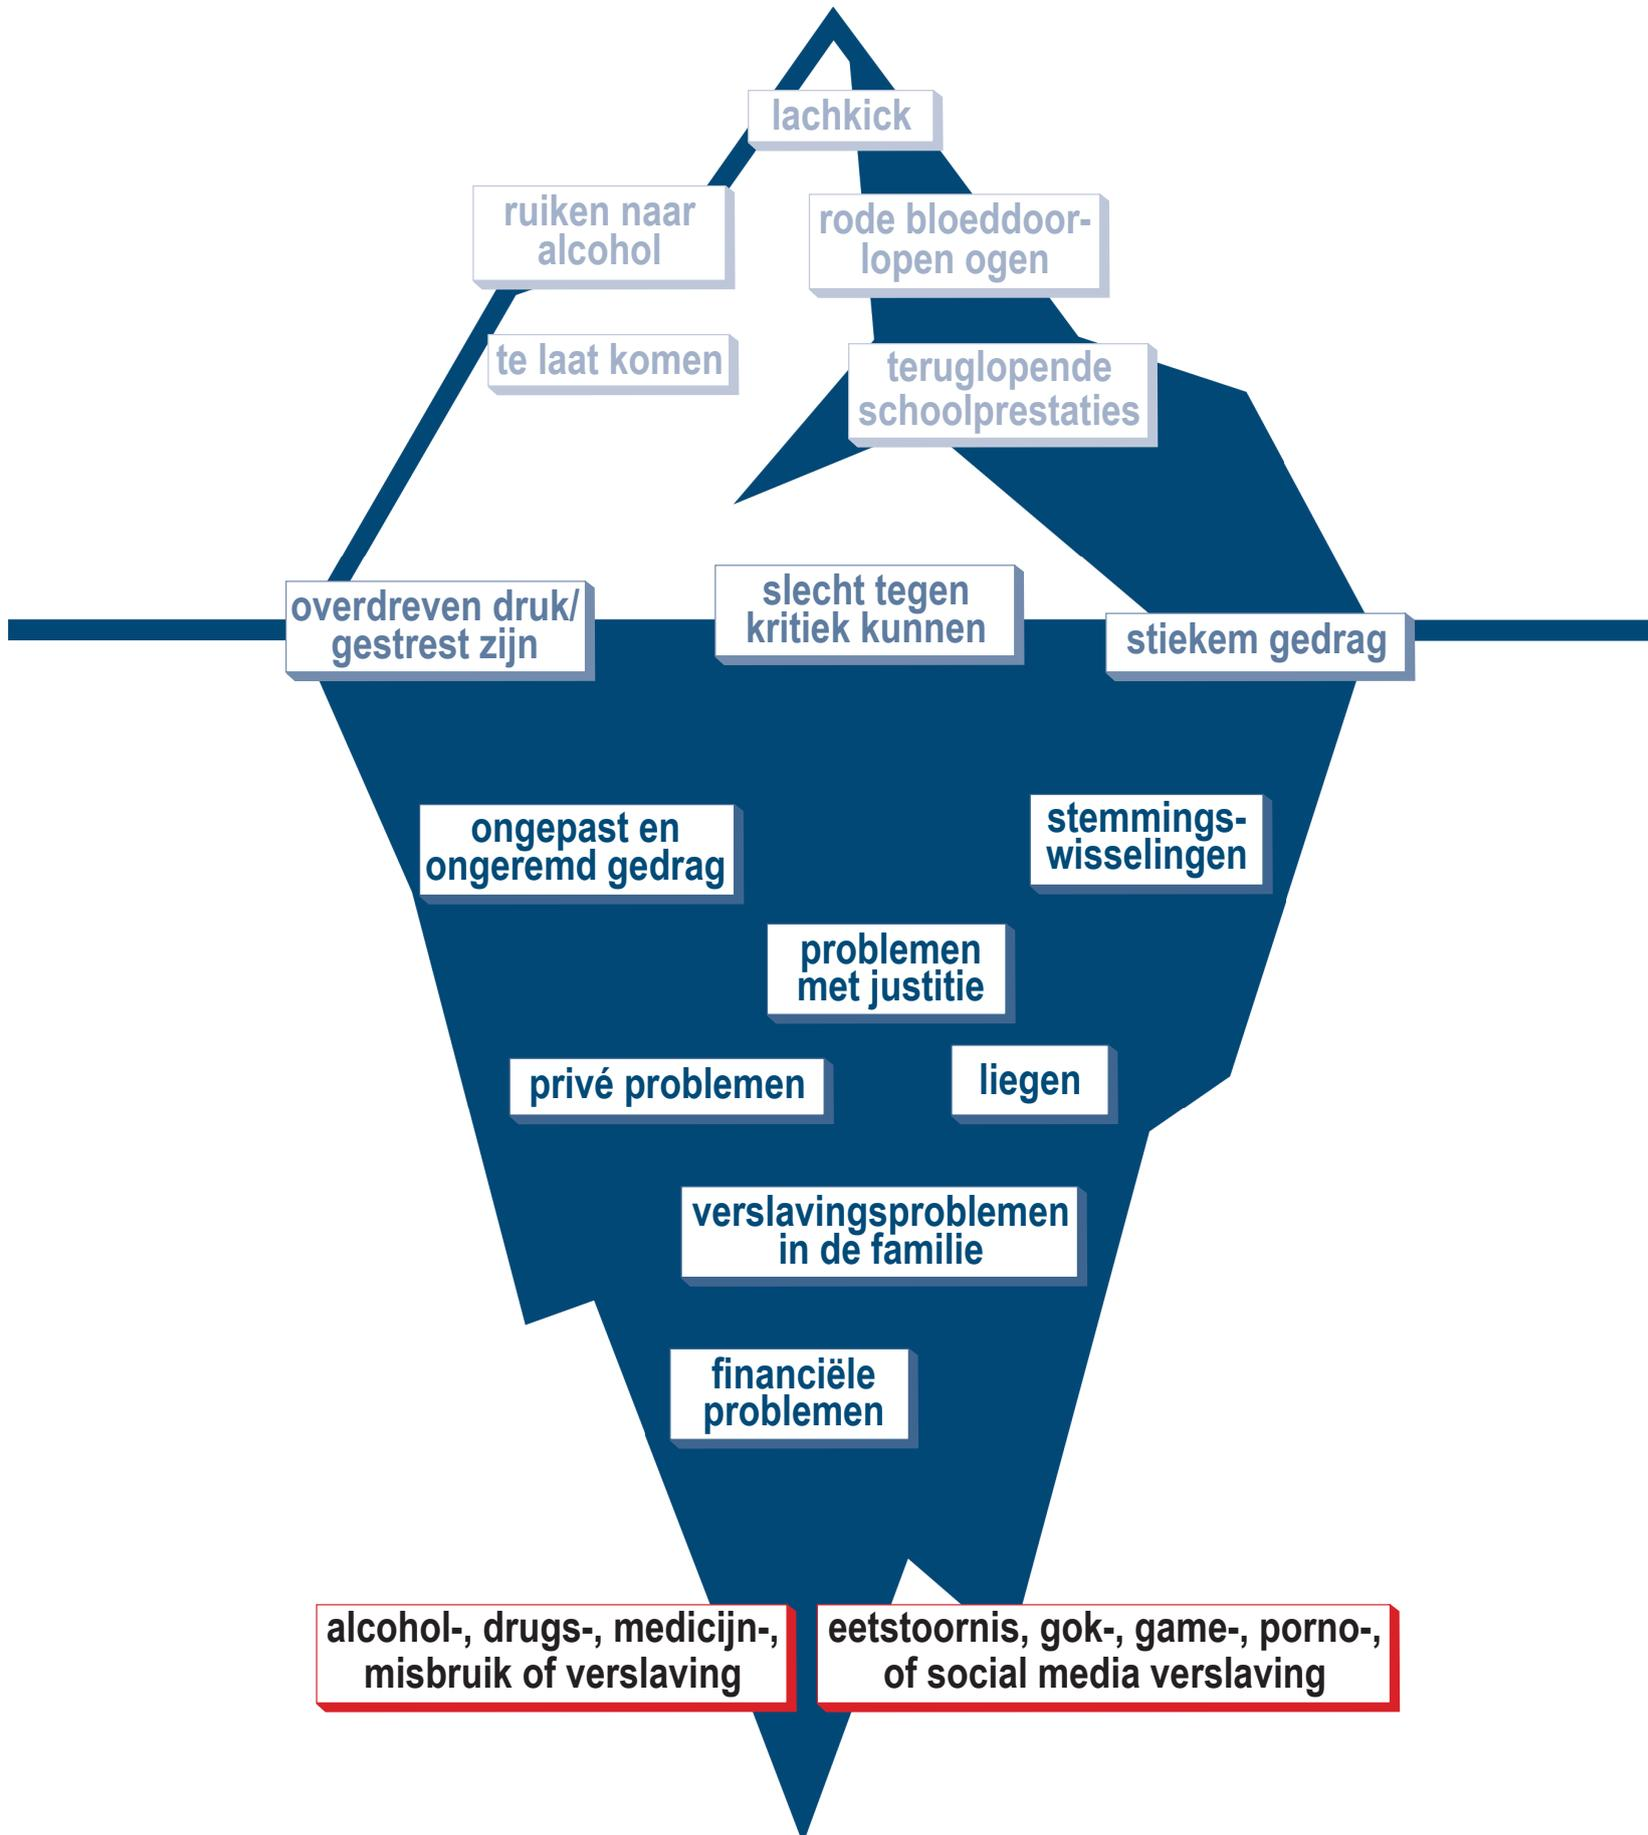 lachkick
ruiken naar
alcohol
rode bloeddoor-
lopen ogen
te laat komen
teruglopende
schoolprestaties
overdreven druk/
gestrest zijn
slecht tegen
kritiek kunnen
stiekem gedrag
ongepast en
ongeremd gedrag
stemmings-
wisselingen
problemen
met justitie
privé problemen
liegen
verslavingsproblemen
in de familie
financiële
problemen
alcohol-, drugs-, medicijn-,
misbruik of verslaving
eetstoornis, gok-, game-, porno-,
of social media verslaving